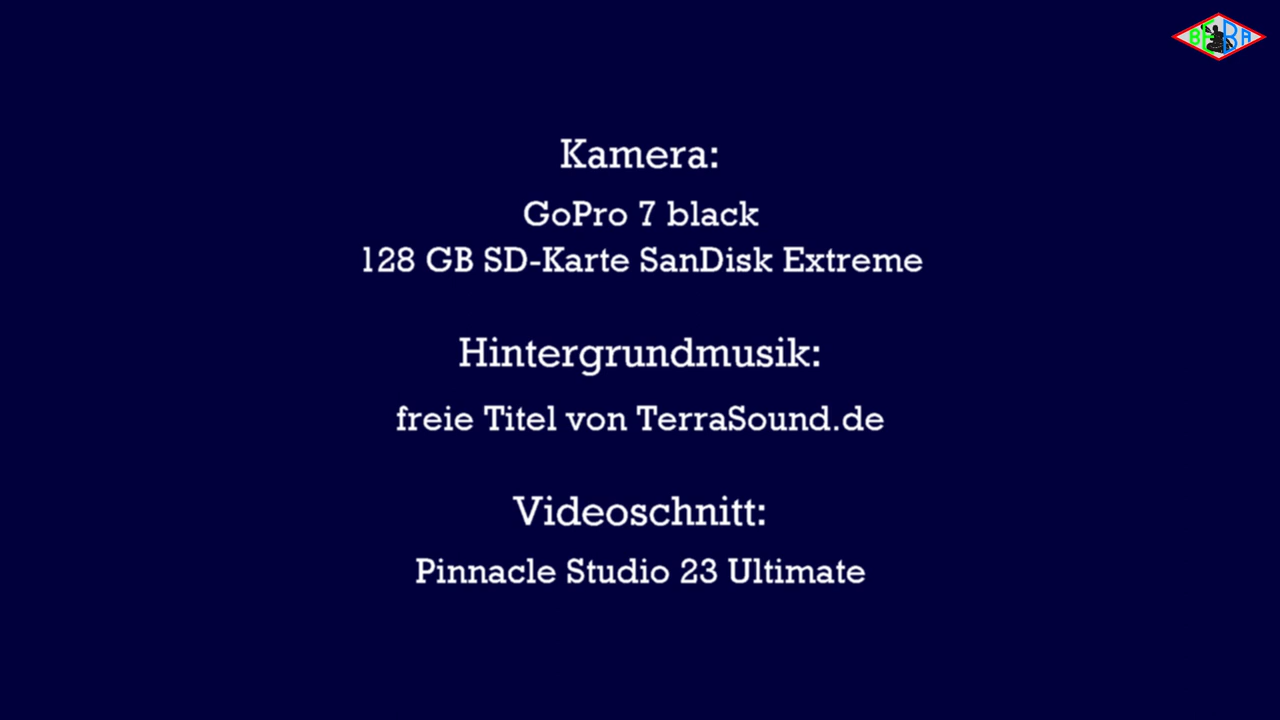 Kamera:
GoPro 7 black
128 GB SD-Karte SanDisk Extreme
Hintergrundmusik:
freie Titel von TerraSound.de
Videoschnitt:
Pinnacle Studio 23 Ultimate